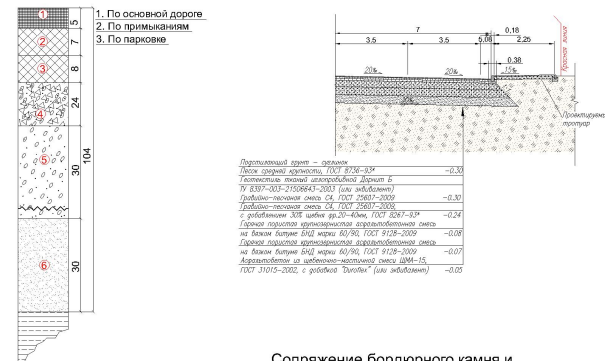 1. По основной дороге
2. По примыканиям
3. По парковке
1
2
3
4
5
6
5
7
8
24
30
104
30
7
0,18
3.5
3.5
5,06
2,25
0.38
20‰
20‰
15‰
Красная линия
Проектируемый
тротуар
Подстилающий грунт – суглинок
Песок средней крупности, ГОСТ 8736-93* –0.30
Геотекстиль тканый иглопробивной Дорнит Б
ТУ 8397-003-21506643-2003 (или эквивалент)
Гравийно-песчаная смесь С4, ГОСТ 25607-2009 –0.30
Гравийно-песчаная смесь С4, ГОСТ 25607-2009,
с добавлением 30% щебня фр.20-40мм, ГОСТ 8267-93* –0.24
Горячая пористая крупнозернистая асфальтобетонная смесь
на вязком битуме БНД марки 60/90, ГОСТ 9128-2009 –0.08
Горячая пористая крупнозернистая асфальтобетонная смесь
на вязком битуме БНД марки 60/90, ГОСТ 9128-2009 –0.07
Асфальтобетон из щебеночно-мастичной смеси ЩМА-15,
ГОСТ 31015-2002, с добавкой "Duroflex" (или эквивалент) –0.05
Сопряжение бордюрного камня и